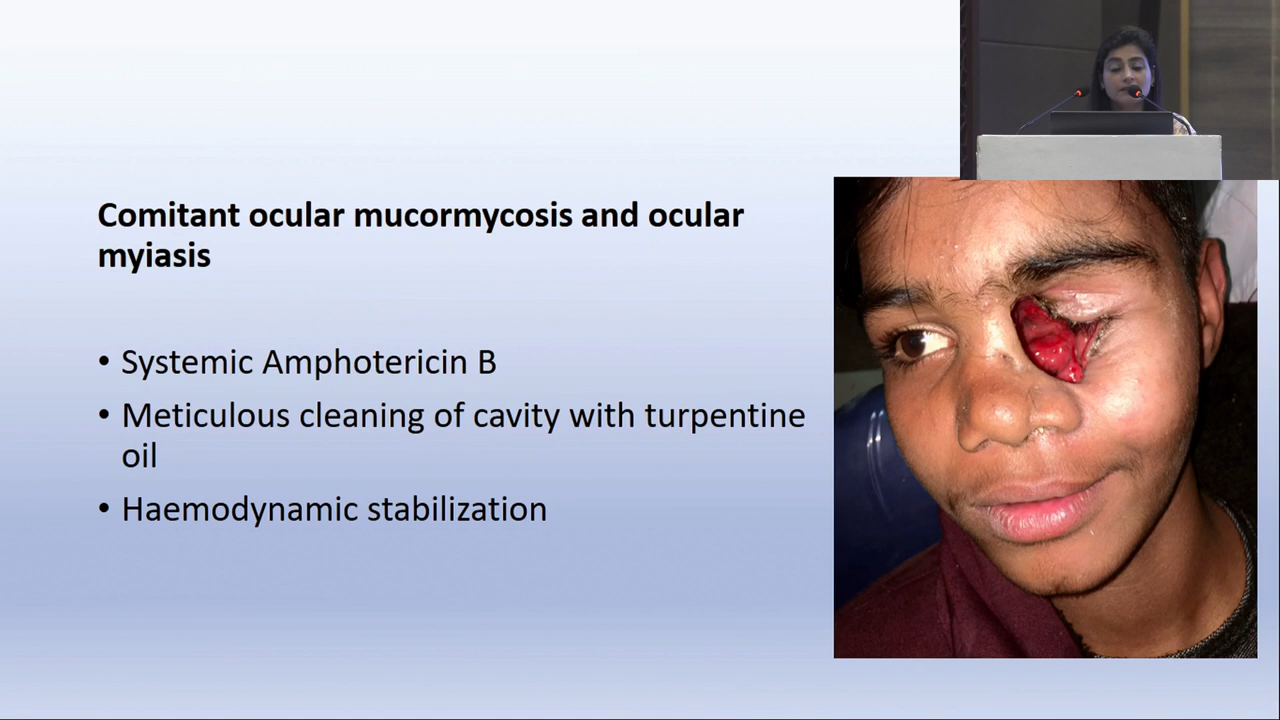 Comitant ocular mucormycosis and ocular
myiasis
• Systemic Amphotericin B
• Meticulous cleaning of cavity with turpentine
oil
• Haemodynamic stabilization